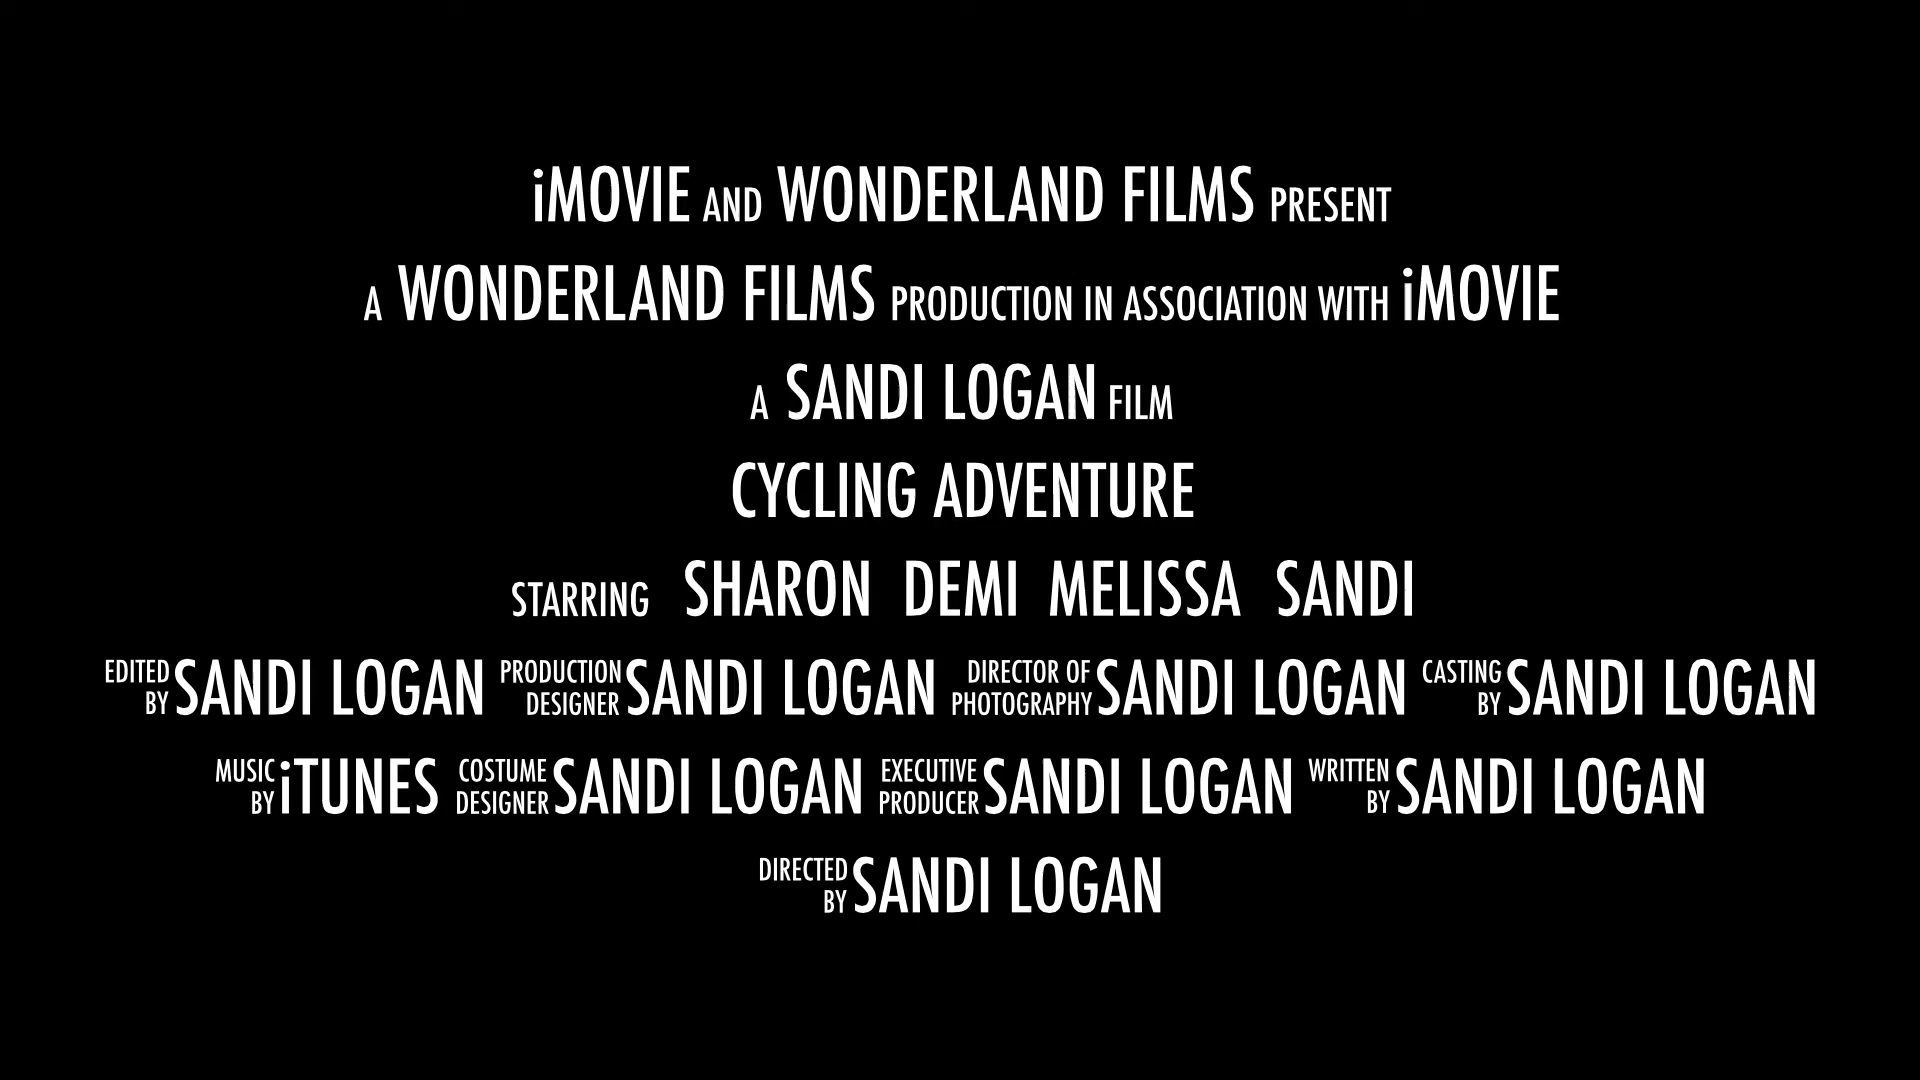 iMOVIE AND WONDERLAND FILMS PRESENT
A WONDERLAND FILMS PRODUCTION IN ASSOCIATION WITH iMOVIE
A SANDI LOGAN FILM
CYCLING ADVENTURE
STARRING SHARON DEMI MELISSA SANDI
EDITED BY SANDI LOGAN PRODUCTION DESIGNER SANDI LOGAN DIRECTOR OF PHOTOGRAPHY SANDI LOGAN CASTING BY SANDI LOGAN
MUSIC BY iTUNES COSTUME DESIGNER SANDI LOGAN EXECUTIVE PRODUCER SANDI LOGAN WRITTEN BY SANDI LOGAN
DIRECTED BY SANDI LOGAN